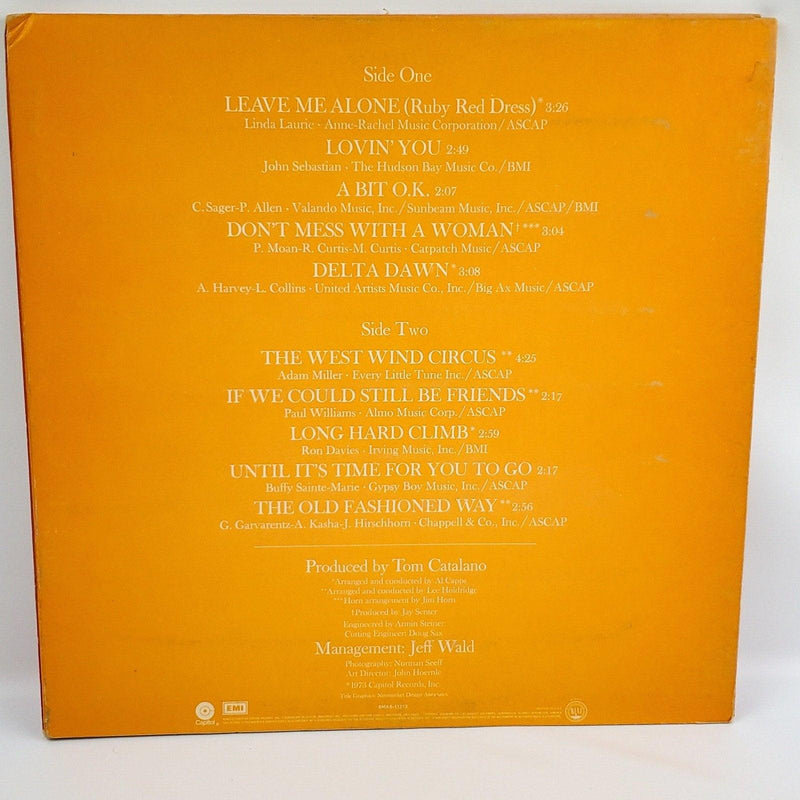 Side One
LEAVE ME ALONE (Ruby Red Dress)* 3:26
Linda Laurie · Anne-Rachel Music Corporation/ASCAP
LOVIN' YOU 2:49
John Sebastian · The Hudson Bay Music Co./BMI
A BIT O.K. 2:07
C. Sager-P. Allen · Valando Music, Inc./Sunbeam Music, Inc./ASCAP/BMI
DON'T MESS WITH A WOMAN†*** 3:04
P. Moan-R. Curtis-M. Curtis · Catpatch Music/ASCAP
DELTA DAWN* 3:08
A. Harvey-L. Collins · United Artists Music Co., Inc./Big Ax Music/ASCAP
Side Two
THE WEST WIND CIRCUS ** 4:25
Adam Miller · Every Little Tune Inc./ASCAP
IF WE COULD STILL BE FRIENDS ** 2:17
Paul Williams · Almo Music Corp./ASCAP
LONG HARD CLIMB* 2:59
Ron Davies · Irving Music, Inc./BMI
UNTIL IT'S TIME FOR YOU TO GO 2:17
Buffy Sainte-Marie · Gypsy Boy Music, Inc./ASCAP
THE OLD FASHIONED WAY ** 2:56
G. Garvarentz-A. Kasha-J. Hirschhorn · Chappell & Co., Inc./ASCAP
Produced by Tom Catalano
*Arranged and conducted by Al Capps
**Arranged and conducted by Lee Holdridge
***Horn arrangement by Jim Horn
†Produced by Jay Senter
Engineered by Armin Steiner
Cutting Engineer: Doug Sax
Management: Jeff Wald
Photography: Norman Seeff
Art Director: John Hoernle
℗1973 Capitol Records, Inc.
Capitol®
EMI